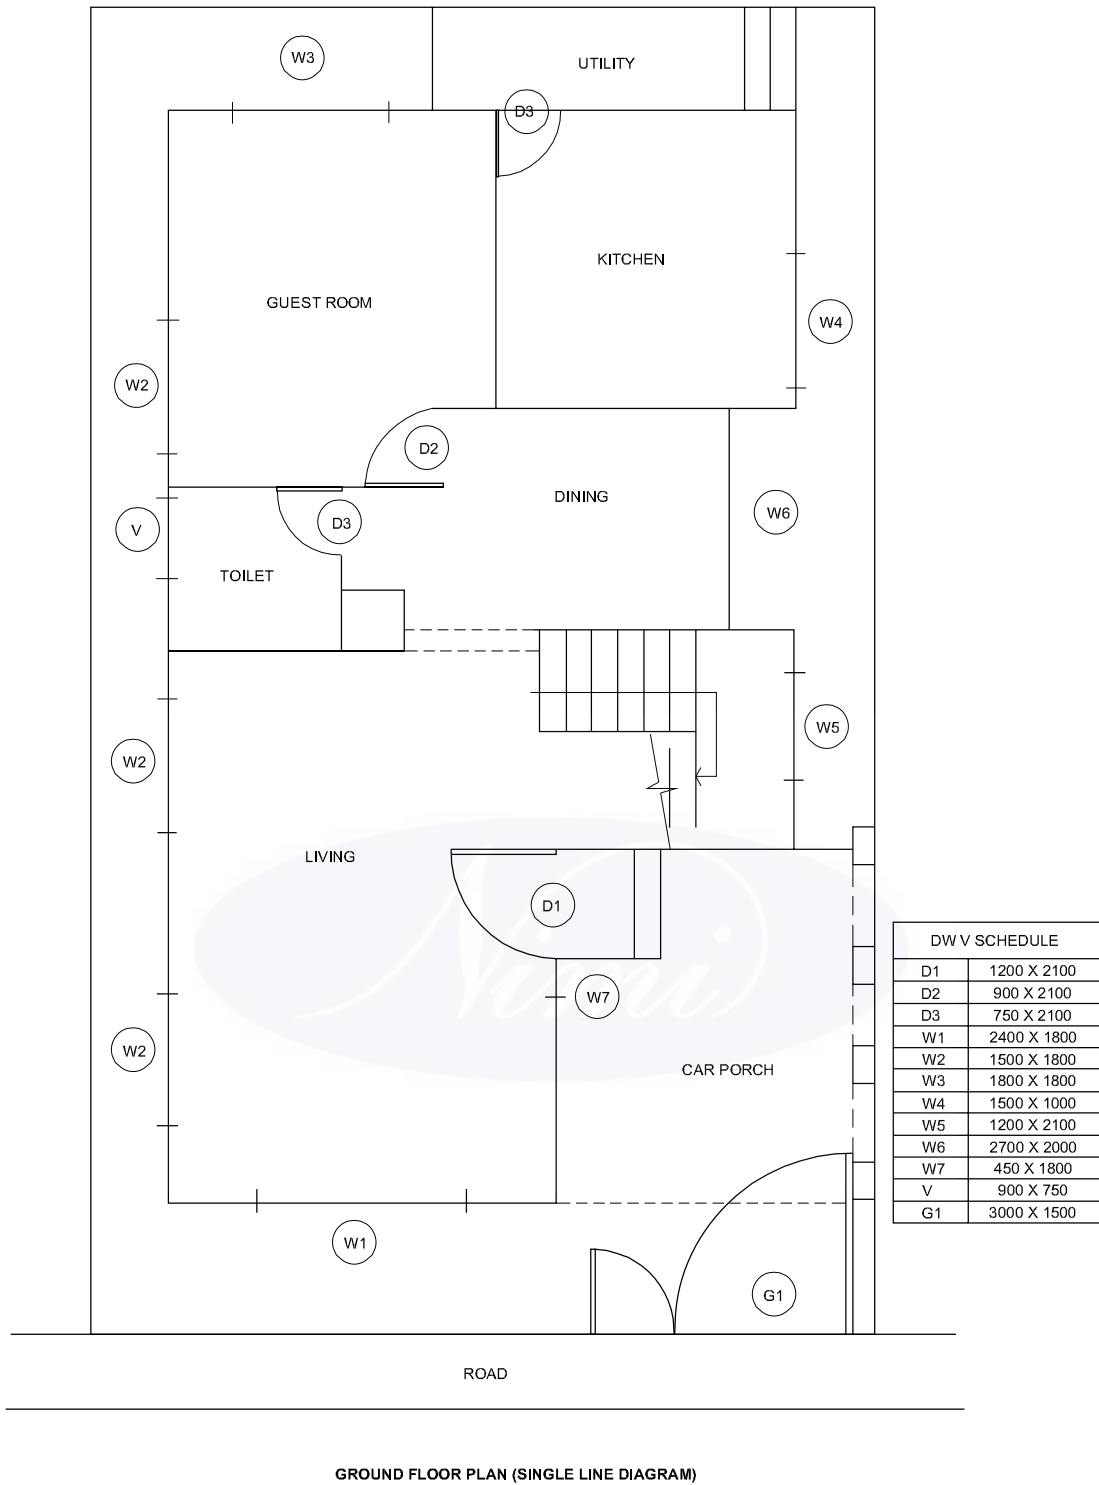 W3
UTILITY
D3
KITCHEN
GUEST ROOM
W4
W2
D2
DINING
W6
V
D3
TOILET
W5
W2
LIVING
D1
W7
Nimi
W2
CAR PORCH
DW V SCHEDULE
D1 1200 X 2100
D2 900 X 2100
D3 750 X 2100
W1 2400 X 1800
W2 1500 X 1800
W3 1800 X 1800
W4 1500 X 1000
W5 1200 X 2100
W6 2700 X 2000
W7 450 X 1800
V 900 X 750
G1 3000 X 1500
W1
G1
ROAD
GROUND FLOOR PLAN (SINGLE LINE DIAGRAM)